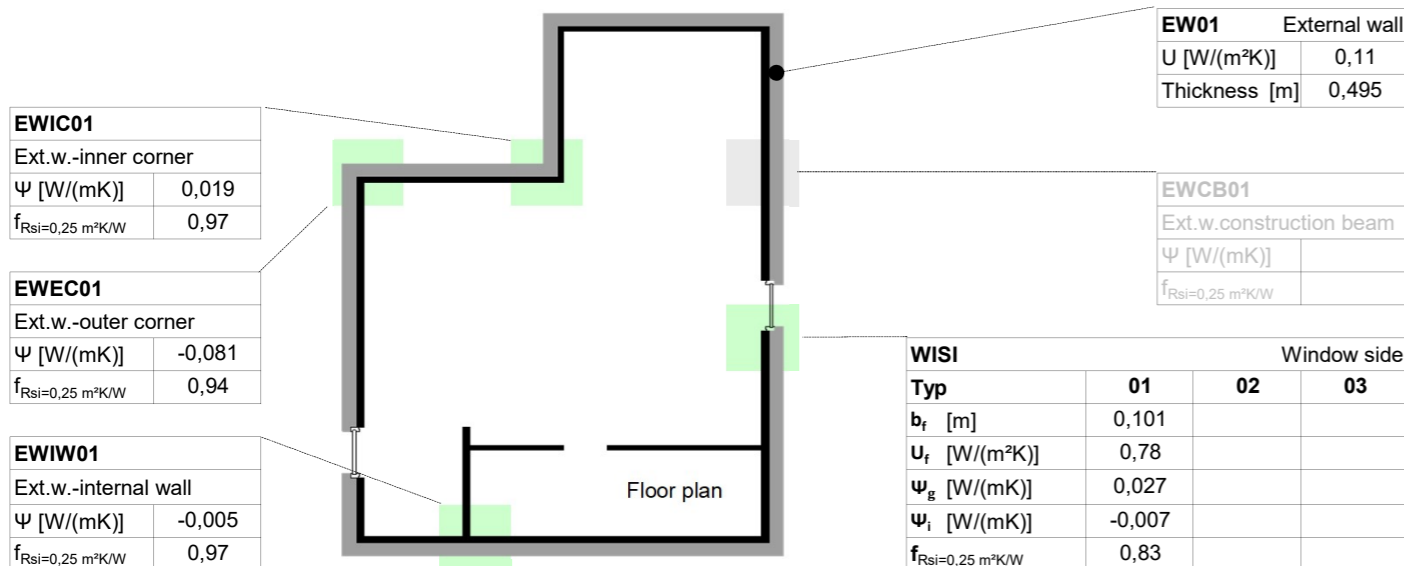 EW01 External wall
U [W/(m²K)] 0,11
Thickness [m] 0,495
EWIC01
Ext.w.-inner corner
Ψ [W/(mK)] 0,019
fRsi=0,25 m²K/W 0,97
EWEC01
Ext.w.-outer corner
Ψ [W/(mK)] -0,081
fRsi=0,25 m²K/W 0,94
EWIW01
Ext.w.-internal wall
Ψ [W/(mK)] -0,005
fRsi=0,25 m²K/W 0,97
Floor plan
EWCB01
Ext.w.construction beam
Ψ [W/(mK)]
fRsi=0,25 m²K/W
WISI Window side
Typ 01 02 03
bf [m] 0,101
Uf [W/(m²K)] 0,78
Ψg [W/(mK)] 0,027
Ψi [W/(mK)] -0,007
fRsi=0,25 m²K/W 0,83